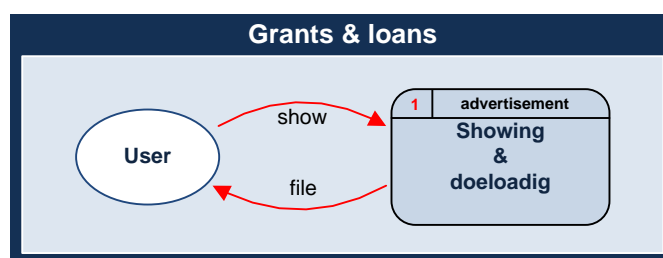 Grants & loans
User
show
file
1
advertisement
Showing
&
doeloadig